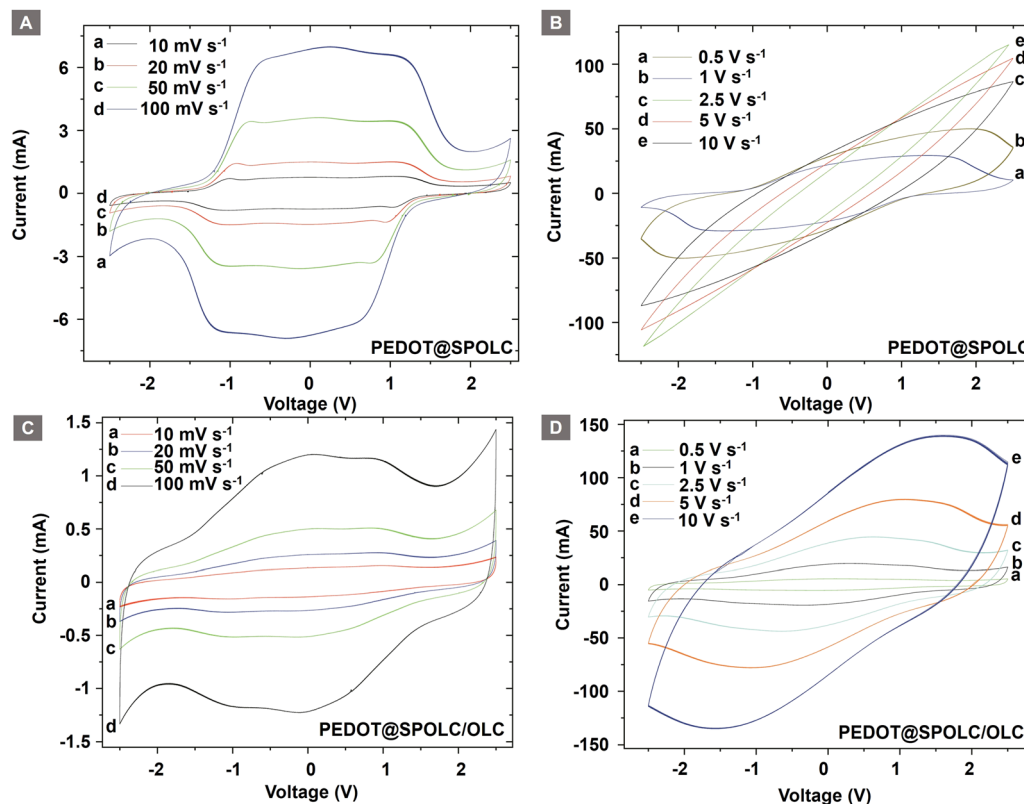 A
a 10 mV s-1
b 20 mV s-1
c 50 mV s-1
d 100 mV s-1
6
3
0
-3
-6
d
c
b
a
Current (mA)
PEDOT@SPOLC
-2 -1 0 1 2
Voltage (V)
B
a 0.5 V s-1
b 1 V s-1
c 2.5 V s-1
d 5 V s-1
e 10 V s-1
100
50
0
-50
-100
e
d
c
b
a
Current (mA)
PEDOT@SPOLC
-2 -1 0 1 2
Voltage (V)
C
a 10 mV s-1
b 20 mV s-1
c 50 mV s-1
d 100 mV s-1
1.5
1
0.5
0
-0.5
-1
-1.5
a
b
c
d
Current (mA)
PEDOT@SPOLC/OLC
-2 -1 0 1 2
Voltage (V)
D
a 0.5 V s-1
b 1 V s-1
c 2.5 V s-1
d 5 V s-1
e 10 V s-1
150
100
50
0
-50
-100
-150
e
d
c
b
a
Current (mA)
PEDOT@SPOLC/OLC
-2 -1 0 1 2
Voltage (V)